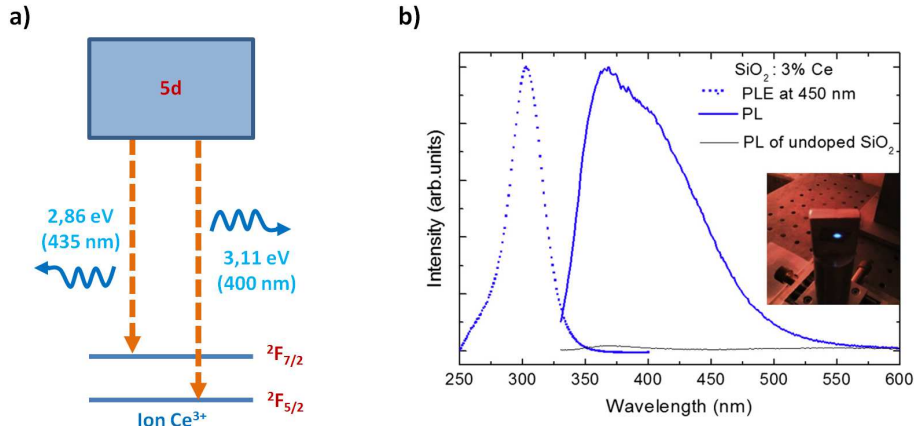 a)
5d
2,86 eV
(435 nm)
3,11 eV
(400 nm)
²F₇/₂
²F₅/₂
Ion Ce³⁺
b)
SiO₂ : 3% Ce
PLE at 450 nm
PL
PL of undoped SiO₂
Intensity (arb.units)
250 300 350 400 450 500 550 600
Wavelength (nm)